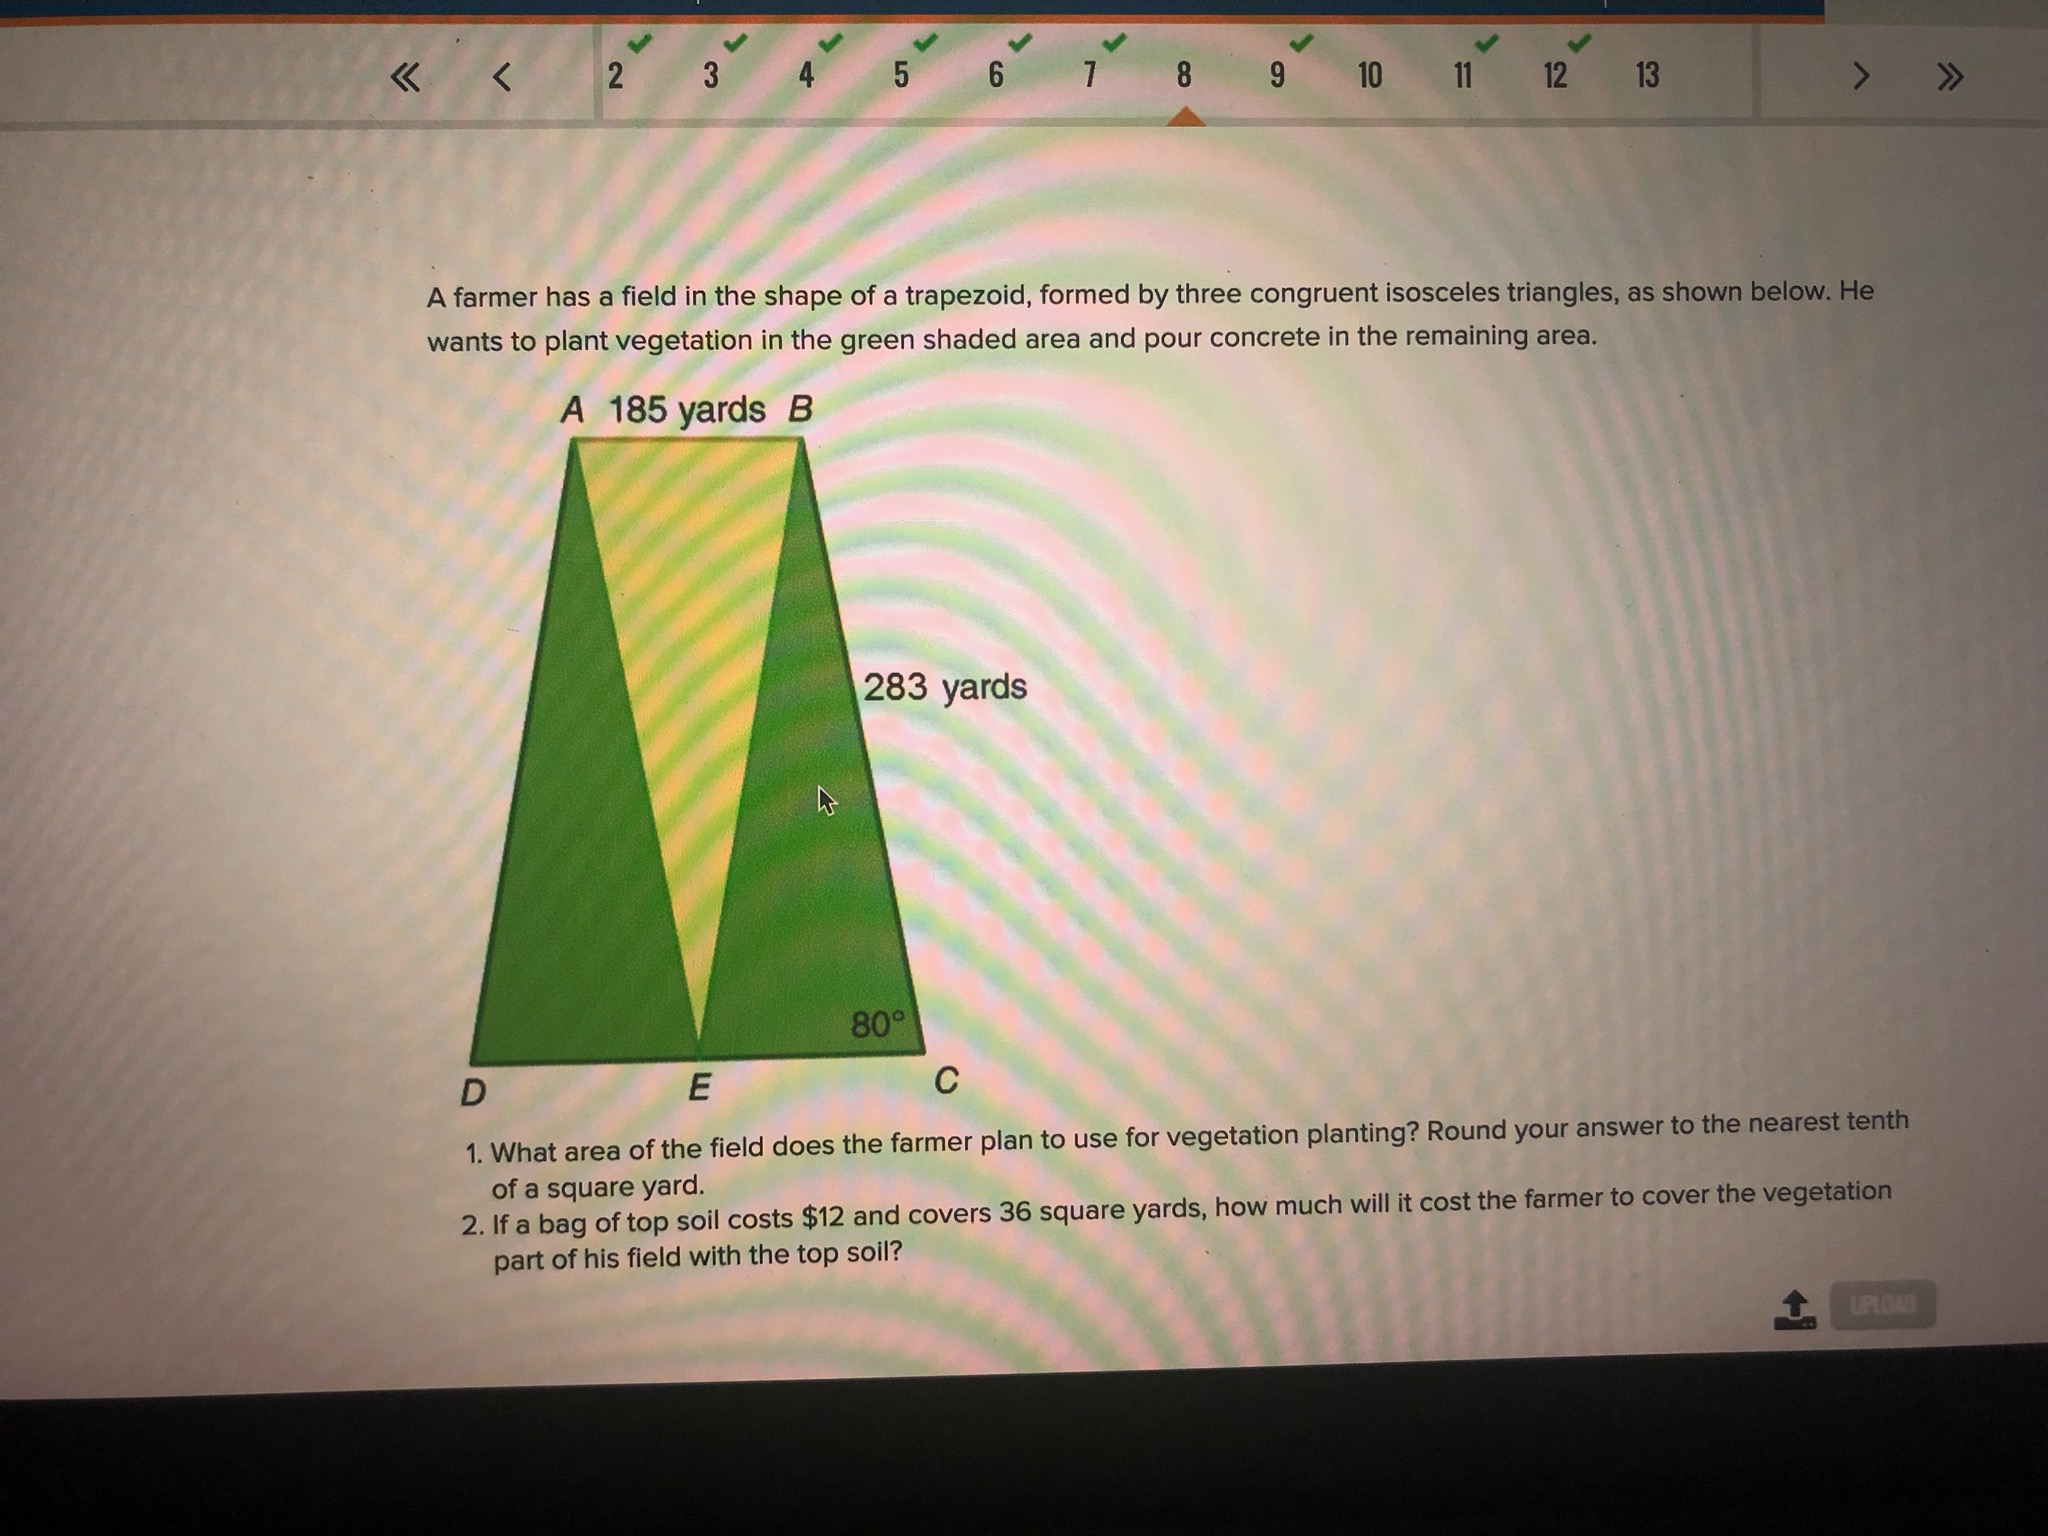 2 3 4 5 6 7 8 9 10 11 12 13
A farmer has a field in the shape of a trapezoid, formed by three congruent isosceles triangles, as shown below. He
wants to plant vegetation in the green shaded area and pour concrete in the remaining area.
A 185 yards B
283 yards
80°
D E C
1. What area of the field does the farmer plan to use for vegetation planting? Round your answer to the nearest tenth
of a square yard.
2. If a bag of top soil costs $12 and covers 36 square yards, how much will it cost the farmer to cover the vegetation
part of his field with the top soil?
UPLOAD